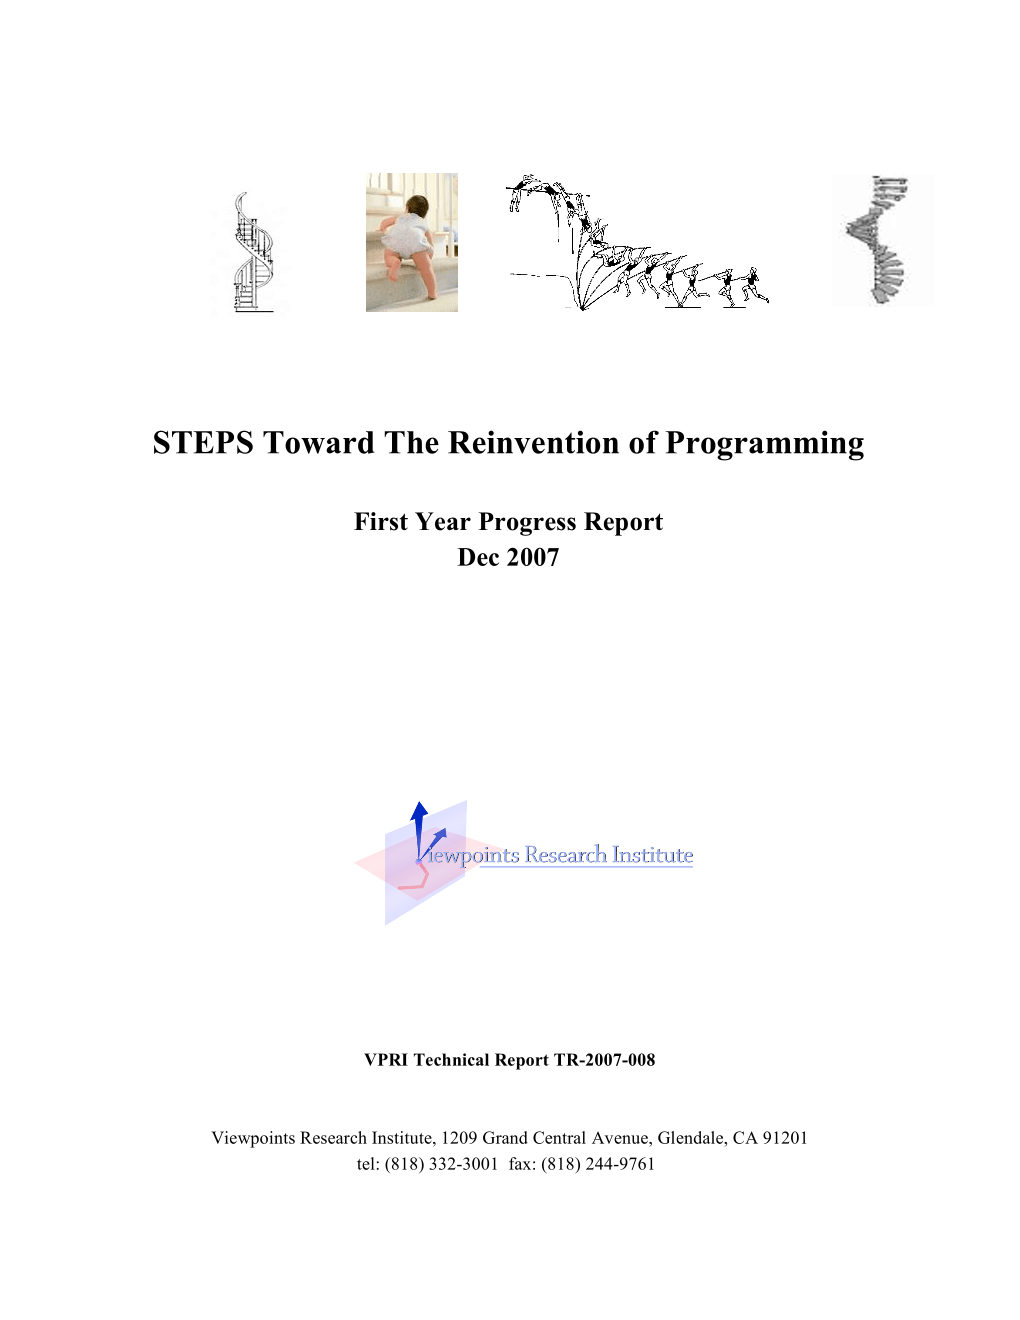 STEPS Toward The Reinvention of Programming
First Year Progress Report
Dec 2007
iewpoints Research Institute
VPRI Technical Report TR-2007-008
Viewpoints Research Institute, 1209 Grand Central Avenue, Glendale, CA 91201
tel: (818) 332-3001 fax: (818) 244-9761